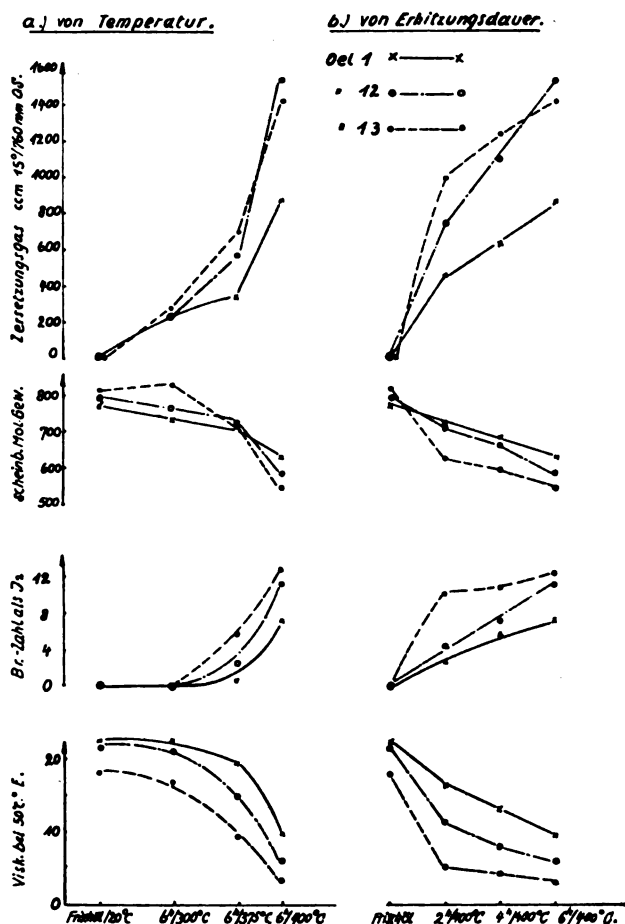 a.) von Temperatur.
b.) von Erhitzungsdauer.
Oel 1 x——x
" 12 o—·—o
" 13 •----•
Zersetzungsgas ccm 15°/760 mm QS.
1600
1400
1200
1000
800
600
400
200
0
scheinb. Mol. Gew.
800
700
600
500
Br.-Zahl als J₂
12
8
4
0
Visk. bei 50°C. °E.
20
10
0
Frischöl/20°C 6ʰ/300°C 6ʰ/375°C 6ʰ/400°C
Frischöl 2ʰ/400°C 4ʰ/400°C 6ʰ/400°C.